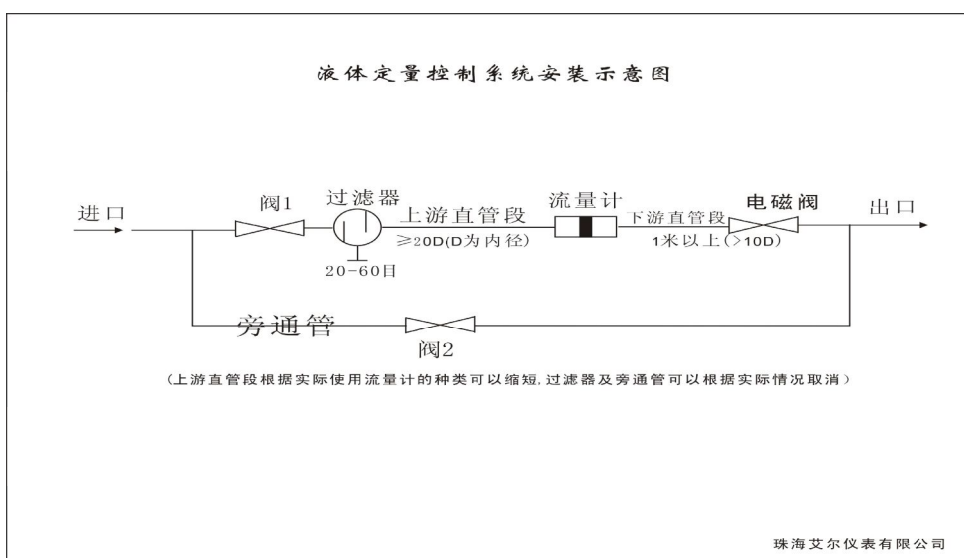 液体定量控制系统安装示意图
进口
阀1
过滤器
20-60目
上游直管段
≥20D(D为内径)
流量计
下游直管段
1米以上(>10D)
电磁阀
出口
旁通管
阀2
(上游直管段根据实际使用流量计的种类可以缩短,过滤器及旁通管可以根据实际情况取消)
珠海艾尔仪表有限公司